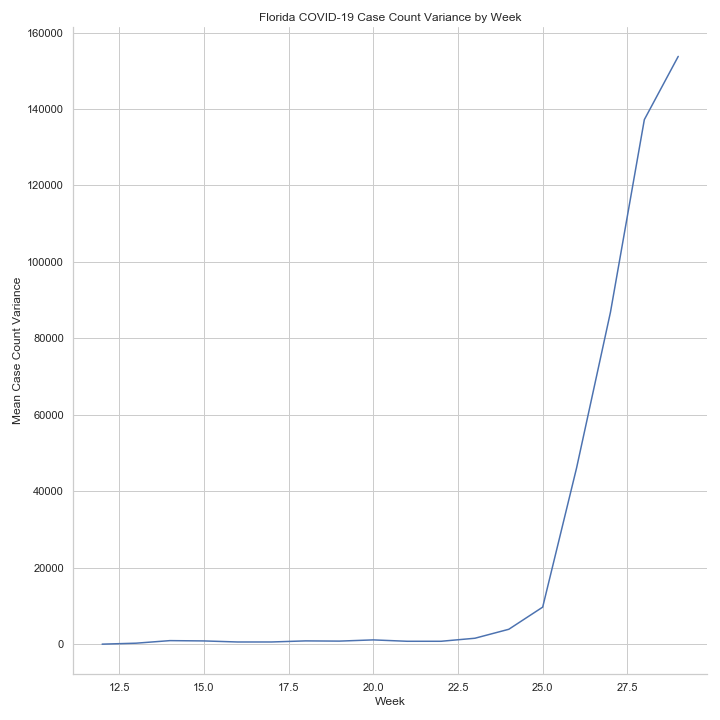 Florida COVID-19 Case Count Variance by Week
Mean Case Count Variance
160000
140000
120000
100000
80000
60000
40000
20000
0
12.5 15.0 17.5 20.0 22.5 25.0 27.5
Week